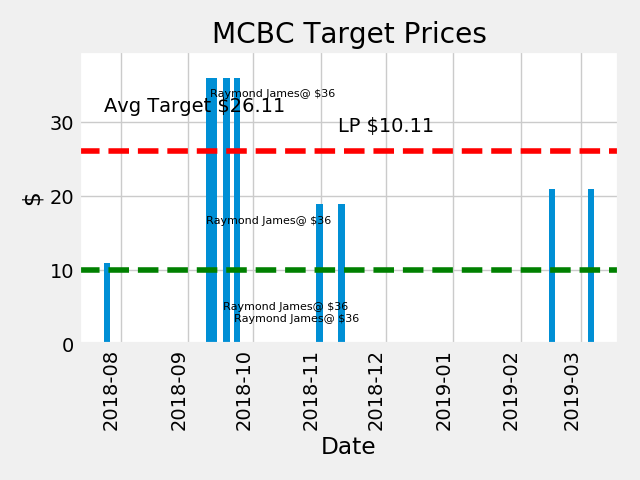 MCBC Target Prices
Raymond James@ $36
Avg Target $26.11
LP $10.11
Raymond James@ $36
Raymond James@ $36
Raymond James@ $36
$
30
20
10
0
2018-08
2018-09
2018-10
2018-11
2018-12
2019-01
2019-02
2019-03
Date